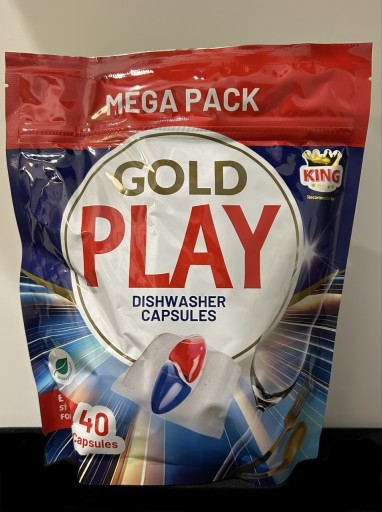 MEGA PACK
GOLD
PLAY
DISHWASHER
CAPSULES
KING
40
Capsules